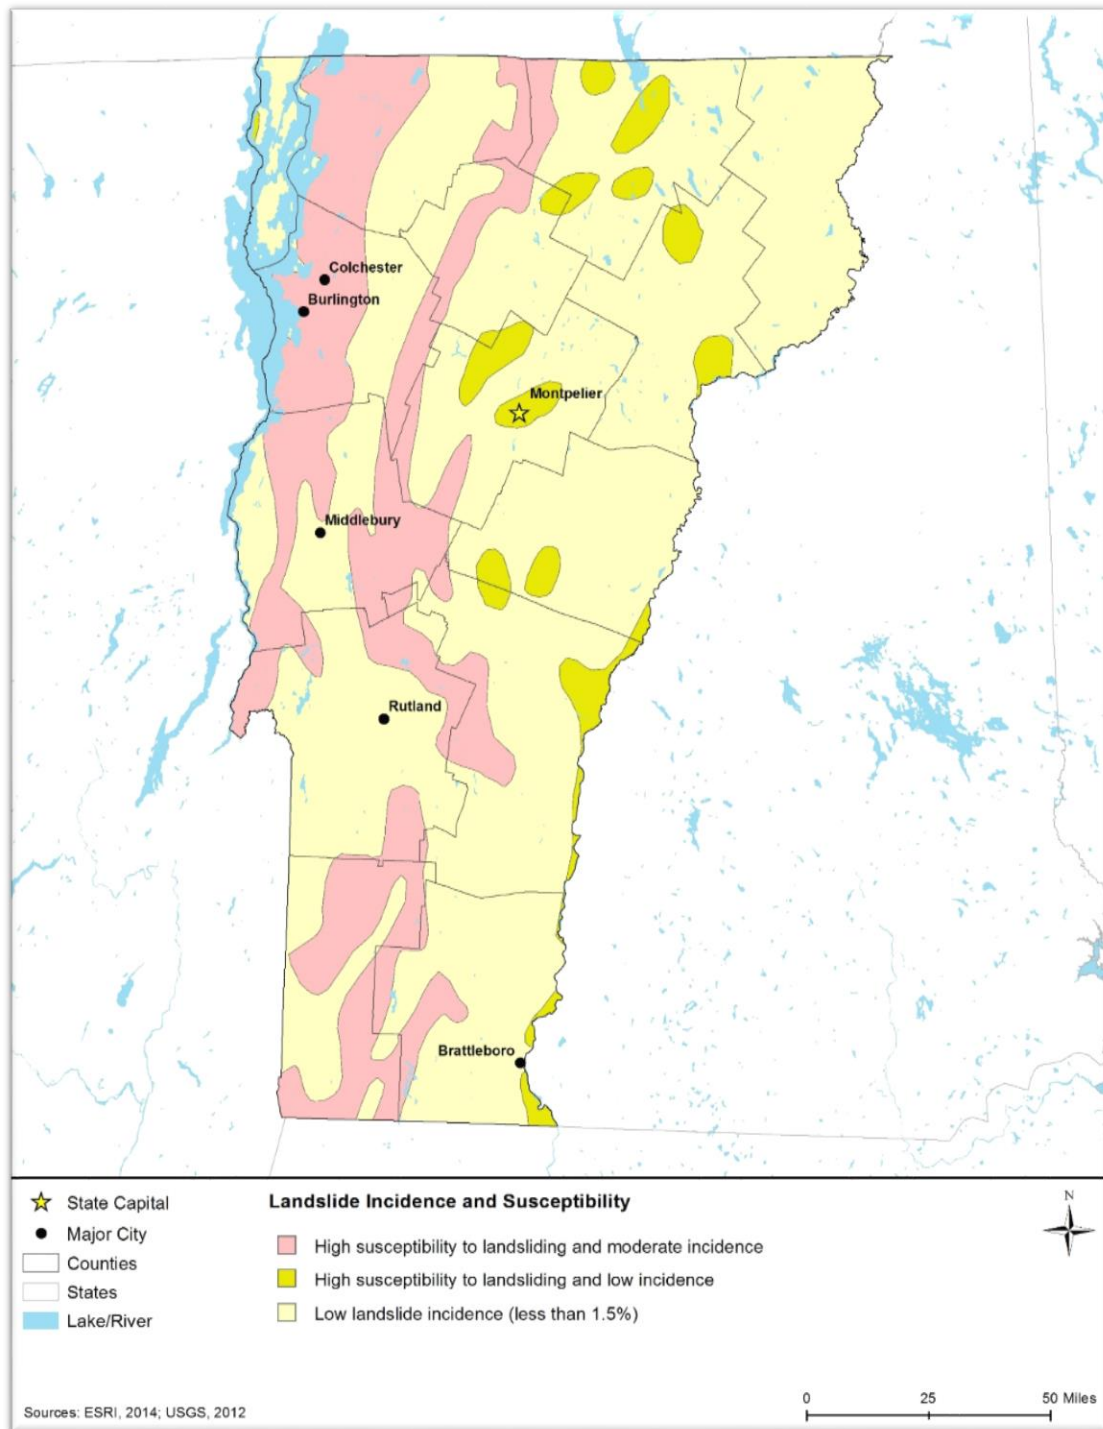 Colchester
Burlington
Montpelier
Middlebury
Rutland
Brattleboro
State Capital
Major City
Counties
States
Lake/River
Landslide Incidence and Susceptibility
High susceptibility to landsliding and moderate incidence
High susceptibility to landsliding and low incidence
Low landslide incidence (less than 1.5%)
N
0 25 50 Miles
Sources: ESRI, 2014; USGS, 2012